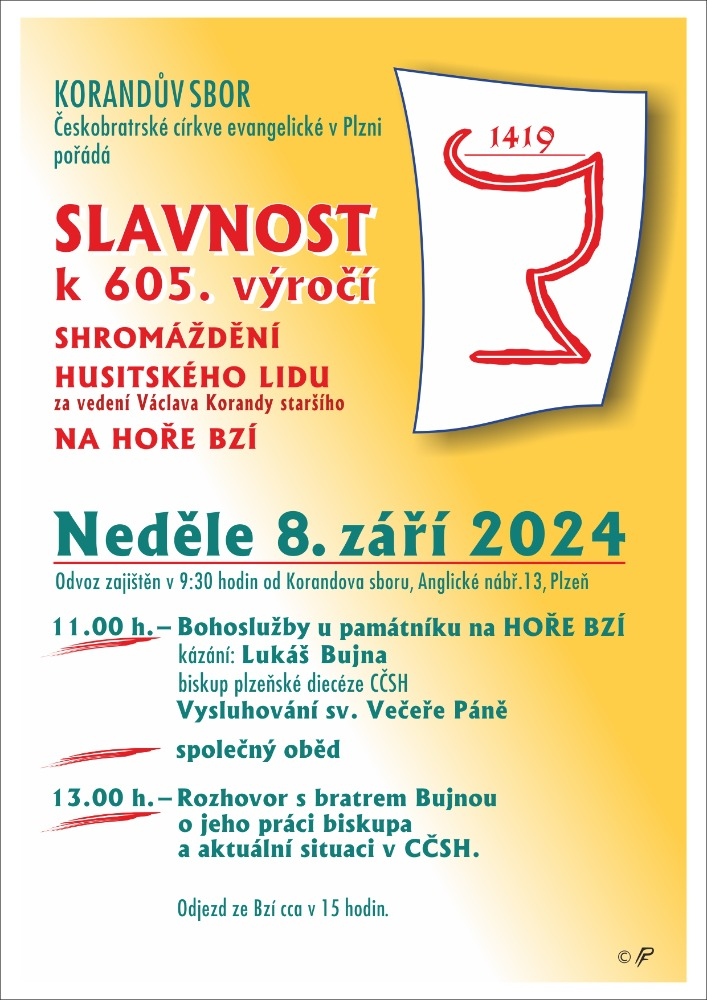 KORANDŮV SBOR
Českobratrské církve evangelické v Plzni
pořádá
1419
SLAVNOST
k 605. výročí
SHROMÁŽDĚNÍ
HUSITSKÉHO LIDU
za vedení Václava Korandy staršího
NA HOŘE BZÍ
Neděle 8. září 2024
Odvoz zajištěn v 9:30 hodin od Korandova sboru, Anglické nábř.13, Plzeň
11.00 h. – Bohoslužby u památníku na HOŘE BZÍ
kázání: Lukáš Bujna
biskup plzeňské diecéze CČSH
Vysluhování sv. Večeře Páně
společný oběd
13.00 h. – Rozhovor s bratrem Bujnou
o jeho práci biskupa
a aktuální situaci v CČSH.
Odjezd ze Bzí cca v 15 hodin.
©